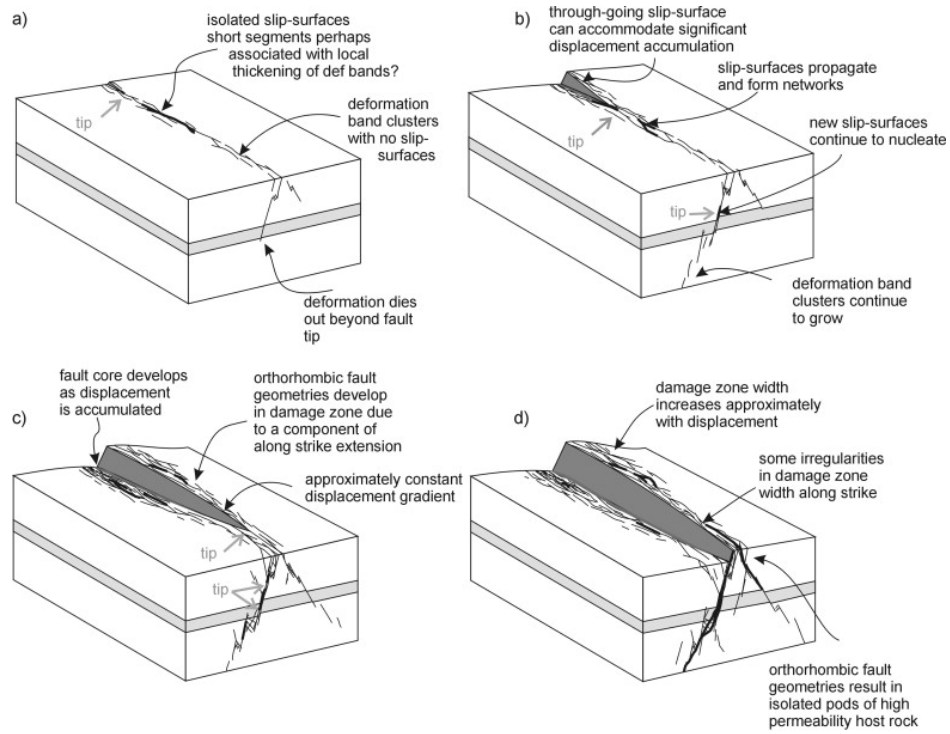 a)
isolated slip-surfaces
short segments perhaps
associated with local
thickening of def bands?
tip
deformation
band clusters
with no slip-
surfaces
deformation dies
out beyond fault
tip
b)
through-going slip-surface
can accommodate significant
displacement accumulation
slip-surfaces propagate
and form networks
tip
new slip-surfaces
continue to nucleate
tip
deformation band
clusters continue
to grow
c)
fault core develops
as displacement
is accumulated
orthorhombic fault
geometries develop
in damage zone due
to a component of
along strike extension
approximately constant
displacement gradient
tip
tip
d)
damage zone width
increases approximately
with displacement
some irregularities
in damage zone
width along strike
orthorhombic fault
geometries result in
isolated pods of high
permeability host rock